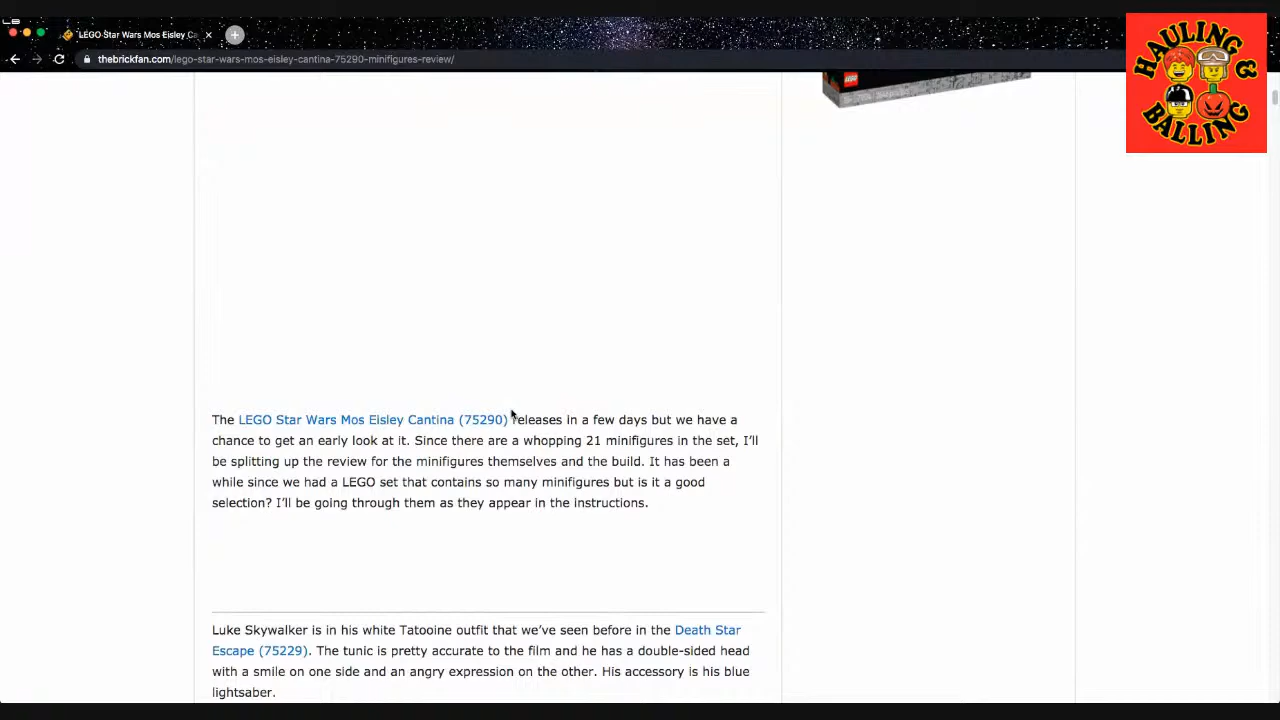 LEGO Star Wars Mos Eisley Ca
thebrickfan.com/lego-star-wars-mos-eisley-cantina-75290-minifigures-review/
HAULING &
BALLING
LEGO
The LEGO Star Wars Mos Eisley Cantina (75290) releases in a few days but we have a
chance to get an early look at it. Since there are a whopping 21 minifigures in the set, I'll
be splitting up the review for the minifigures themselves and the build. It has been a
while since we had a LEGO set that contains so many minifigures but is it a good
selection? I'll be going through them as they appear in the instructions.
Luke Skywalker is in his white Tatooine outfit that we've seen before in the Death Star
Escape (75229). The tunic is pretty accurate to the film and he has a double-sided head
with a smile on one side and an angry expression on the other. His accessory is his blue
lightsaber.